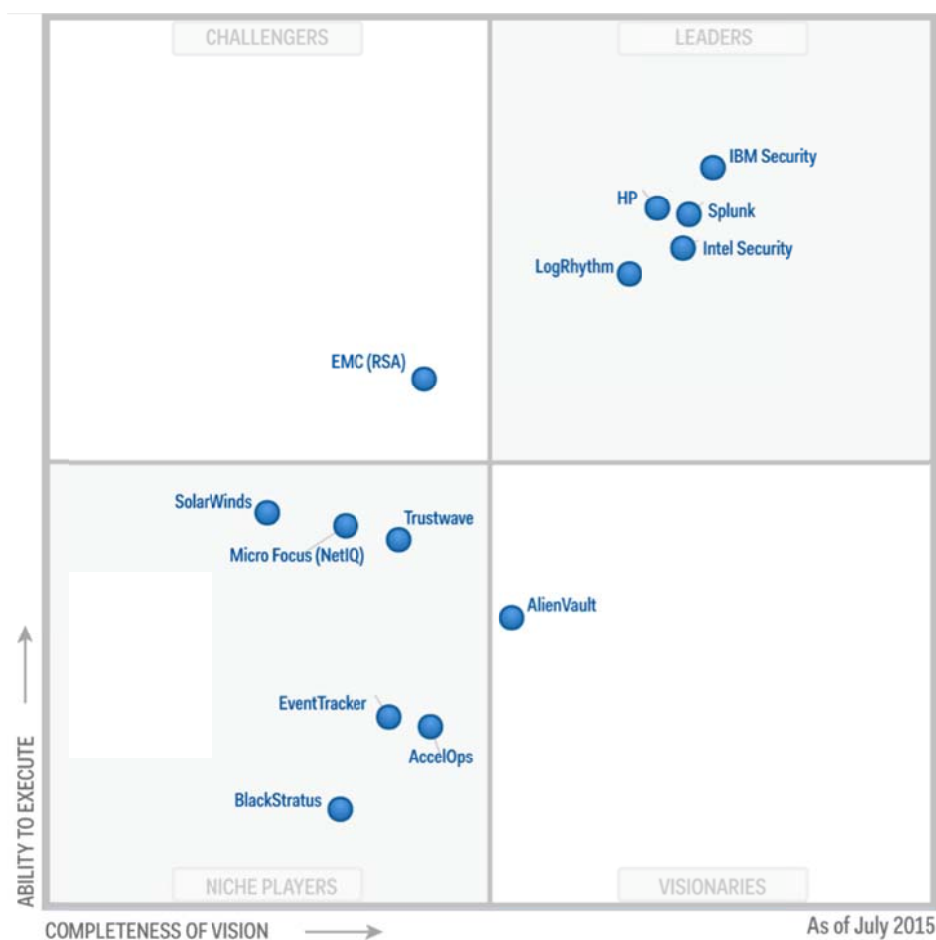 CHALLENGERS
LEADERS
IBM Security
HP
Splunk
Intel Security
LogRhythm
EMC (RSA)
SolarWinds
Trustwave
Micro Focus (NetIQ)
AlienVault
EventTracker
AccelOps
BlackStratus
ABILITY TO EXECUTE
NICHE PLAYERS
VISIONARIES
COMPLETENESS OF VISION
As of July 2015